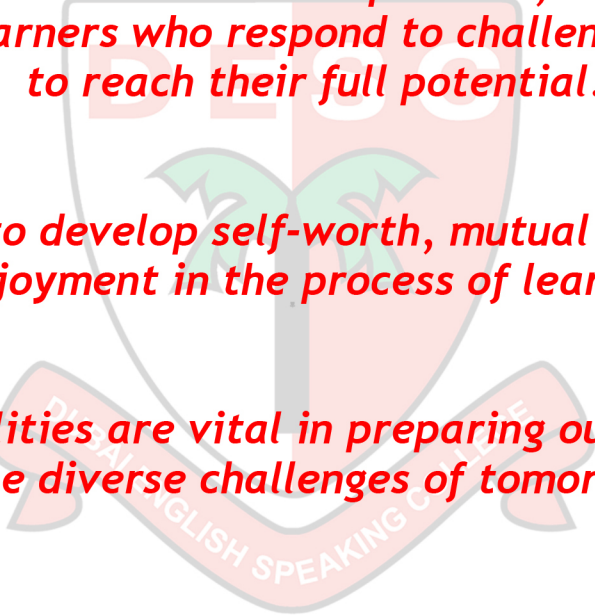 arners who respond to challen
to reach their full potential
DESC
o develop self-worth, mutual
joyment in the process of lear
lities are vital in preparing ou
e diverse challenges of tomor
DUBAI ENGLISH SPEAKING COLLEGE